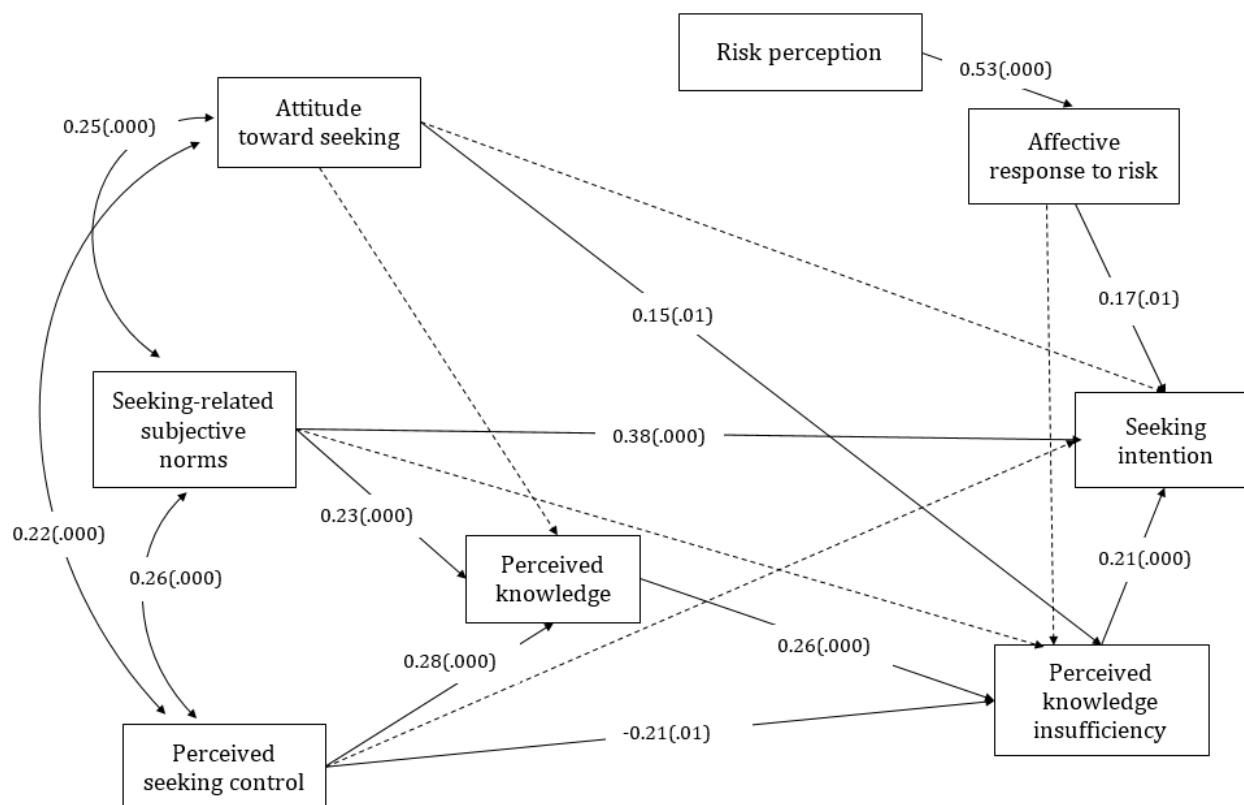 Risk perception
0.53(.000)
Attitude
toward seeking
0.25(.000)
Affective
response to risk
0.17(.01)
0.15(.01)
Seeking-related
subjective
norms
0.38(.000)
Seeking
intention
0.22(.000)
0.23(.000)
0.26(.000)
Perceived
knowledge
0.21(.000)
0.28(.000)
0.26(.000)
Perceived
knowledge
insufficiency
-0.21(.01)
Perceived
seeking control